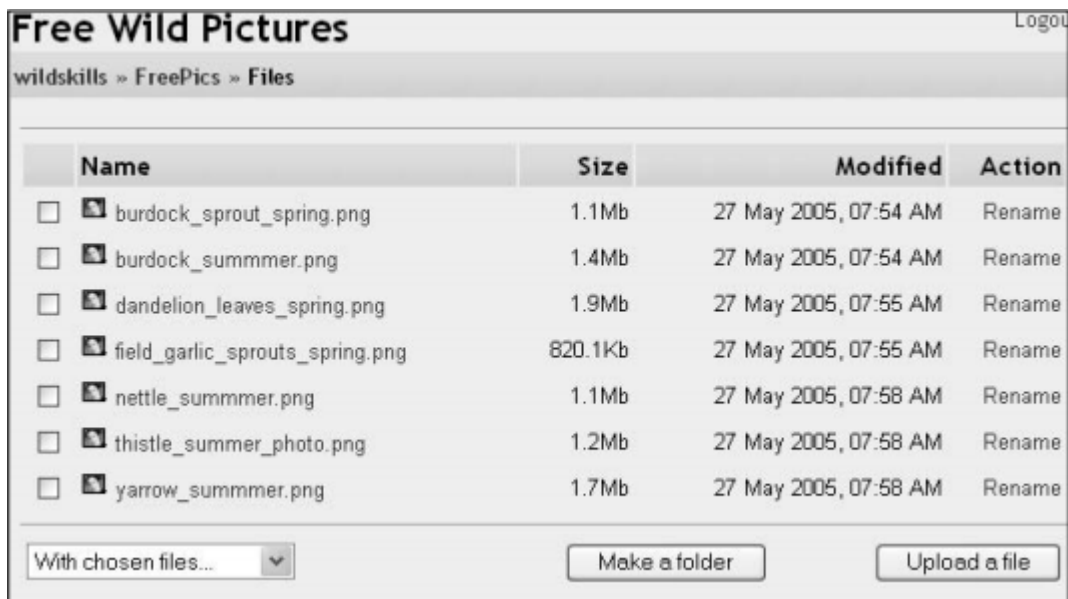 Free Wild Pictures
Logou
wildskills » FreePics » Files
Name Size Modified Action
burdock_sprout_spring.png 1.1Mb 27 May 2005, 07:54 AM Rename
burdock_summmer.png 1.4Mb 27 May 2005, 07:54 AM Rename
dandelion_leaves_spring.png 1.9Mb 27 May 2005, 07:55 AM Rename
field_garlic_sprouts_spring.png 820.1Kb 27 May 2005, 07:55 AM Rename
nettle_summmer.png 1.1Mb 27 May 2005, 07:58 AM Rename
thistle_summer_photo.png 1.2Mb 27 May 2005, 07:58 AM Rename
yarrow_summmer.png 1.7Mb 27 May 2005, 07:58 AM Rename
With chosen files... Make a folder Upload a file